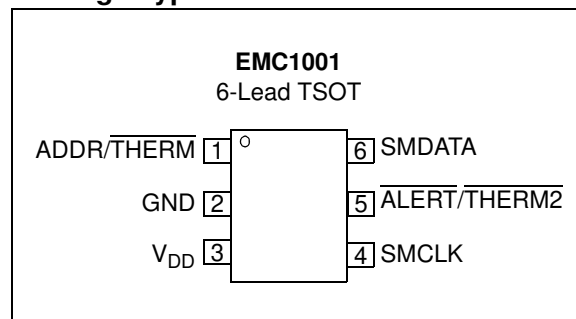 EMC1001
6-Lead TSOT
ADDR/THERM 1
6 SMDATA
GND 2
5 ALERT/THERM2
VDD 3
4 SMCLK